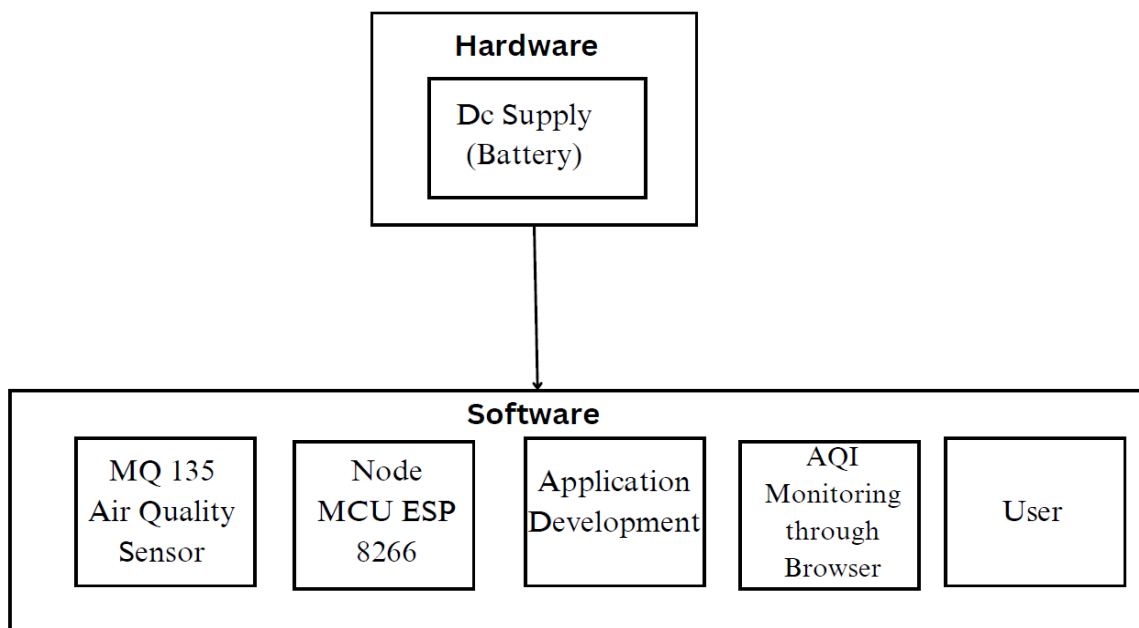 Hardware
Dc Supply
(Battery)
Software
MQ 135
Air Quality
Sensor
Node
MCU ESP
8266
Application
Development
AQI
Monitoring
through
Browser
User